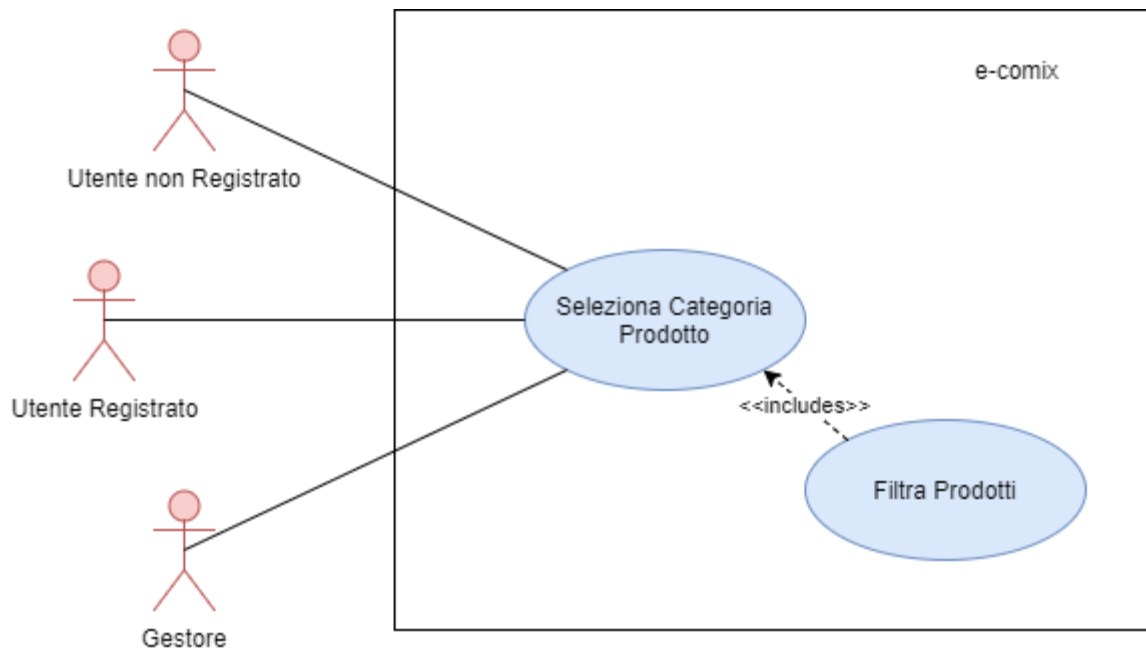 e-comix
Utente non Registrato
Seleziona Categoria
Prodotto
Utente Registrato
<<includes>>
Filtra Prodotti
Gestore